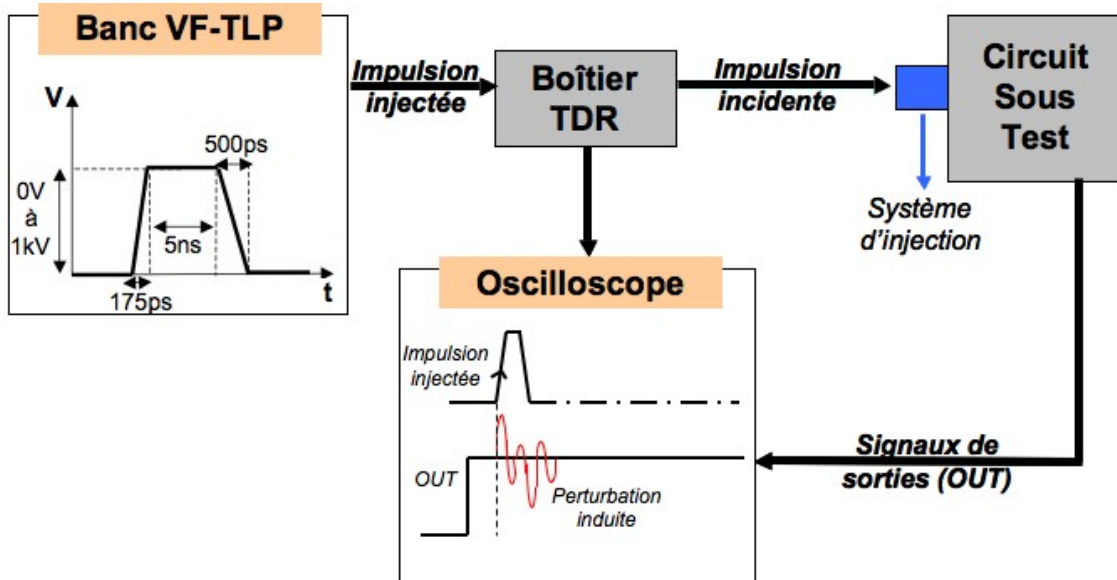 Banc VF-TLP
V
500ps
0V
à
1kV
5ns
175ps
t
Impulsion
injectée
Boîtier
TDR
Impulsion
incidente
Circuit
Sous
Test
Système
d'injection
Oscilloscope
Impulsion
injectée
OUT
Perturbation
induite
Signaux de
sorties (OUT)